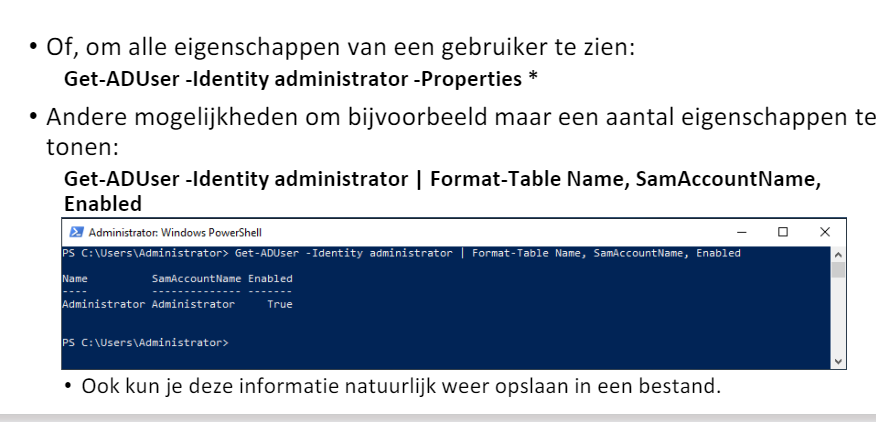 • Of, om alle eigenschappen van een gebruiker te zien:
Get-ADUser -Identity administrator -Properties *
• Andere mogelijkheden om bijvoorbeeld maar een aantal eigenschappen te
tonen:
Get-ADUser -Identity administrator | Format-Table Name, SamAccountName,
Enabled
Administrator: Windows PowerShell
PS C:\Users\Administrator> Get-ADUser -Identity administrator | Format-Table Name, SamAccountName, Enabled
Name          SamAccountName Enabled
----          -------------- -------
Administrator Administrator     True
PS C:\Users\Administrator>
• Ook kun je deze informatie natuurlijk weer opslaan in een bestand.